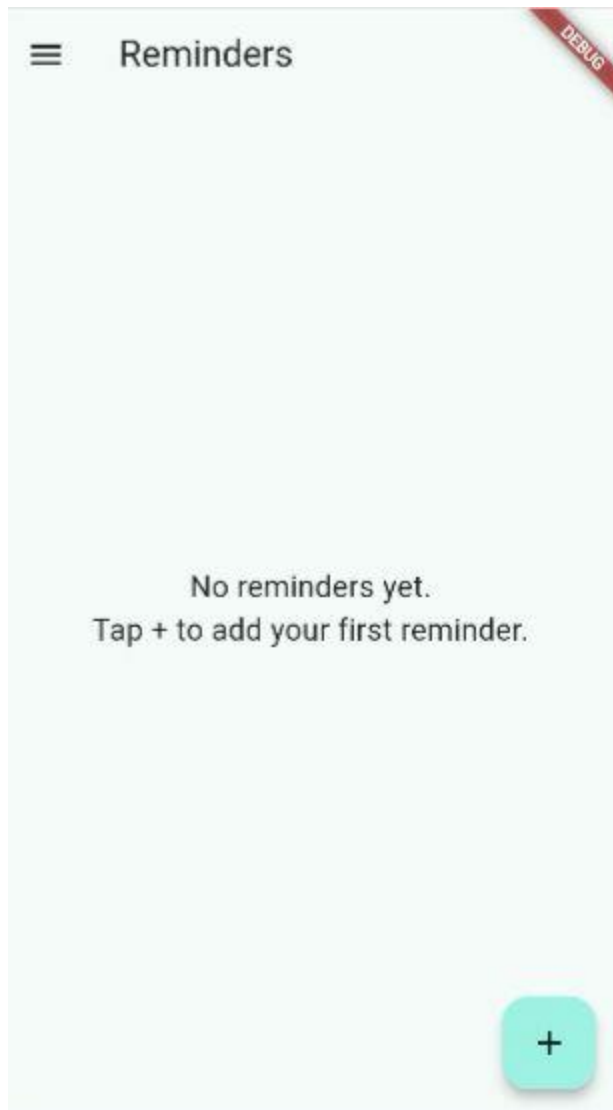 Reminders
DEBUG
No reminders yet.
Tap + to add your first reminder.
+